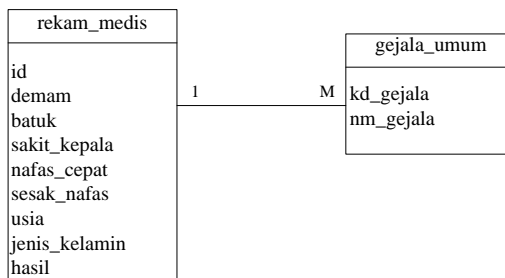 rekam_medis
id
demam
batuk
sakit_kepala
nafas_cepat
sesak_nafas
usia
jenis_kelamin
hasil
1
M
gejala_umum
kd_gejala
nm_gejala